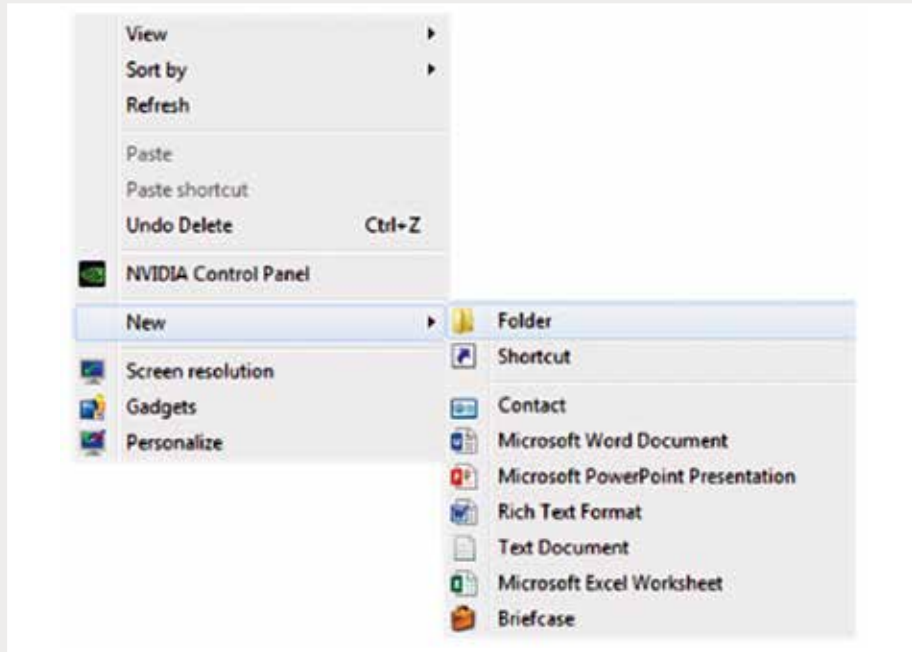 View
Sort by
Refresh
Paste
Paste shortcut
Undo Delete Ctrl+Z
NVIDIA Control Panel
New
Screen resolution
Gadgets
Personalize
Folder
Shortcut
Contact
Microsoft Word Document
Microsoft PowerPoint Presentation
Rich Text Format
Text Document
Microsoft Excel Worksheet
Briefcase